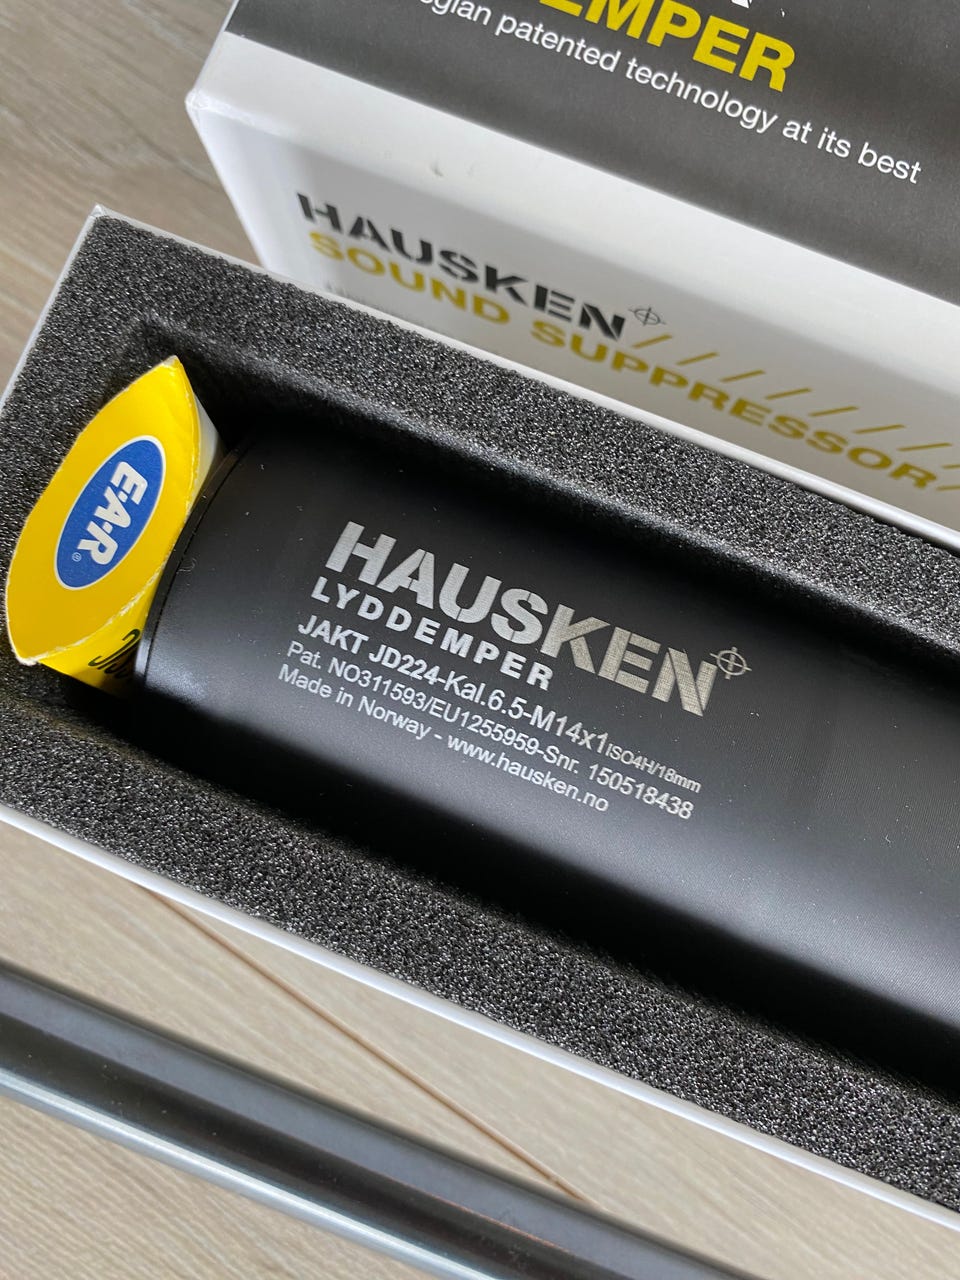 EMPER
patented technology at its best
HAUSKEN
SOUND SUPPRESSOR
E·A·R®
HAUSKEN
LYDDEMPER
JAKT JD224-Kal.6.5-M14x1ISO4H/18mm
Pat. NO311593/EU1255959-Snr. 150518438
Made in Norway - www.hausken.no